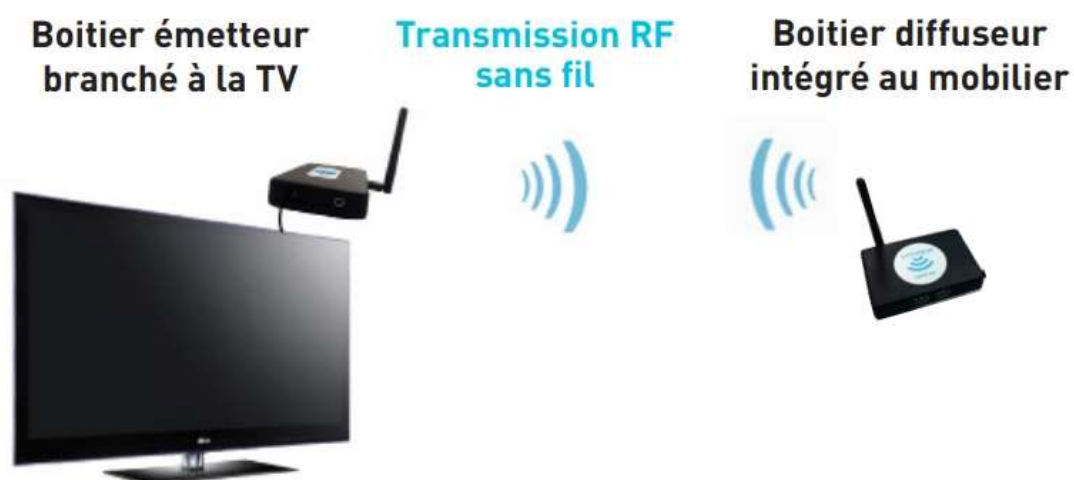 Boitier émetteur
branché à la TV
Transmission RF
sans fil
Boitier diffuseur
intégré au mobilier